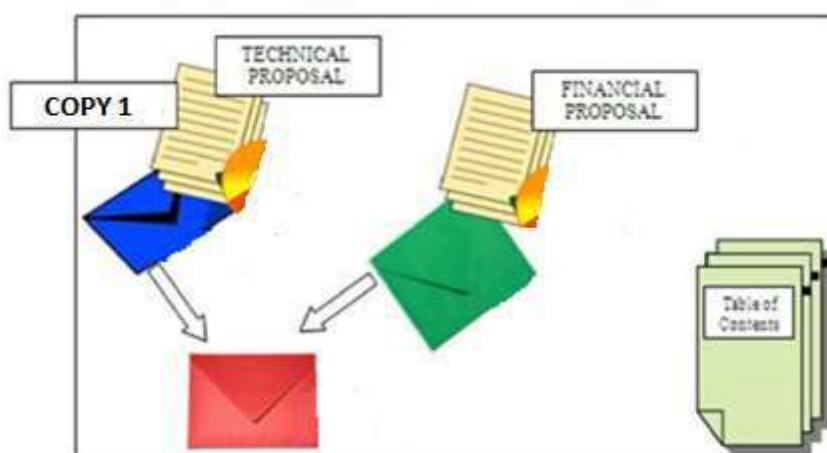 TECHNICAL
PROPOSAL
COPY 1
FINANCIAL
PROPOSAL
Table of
Contents